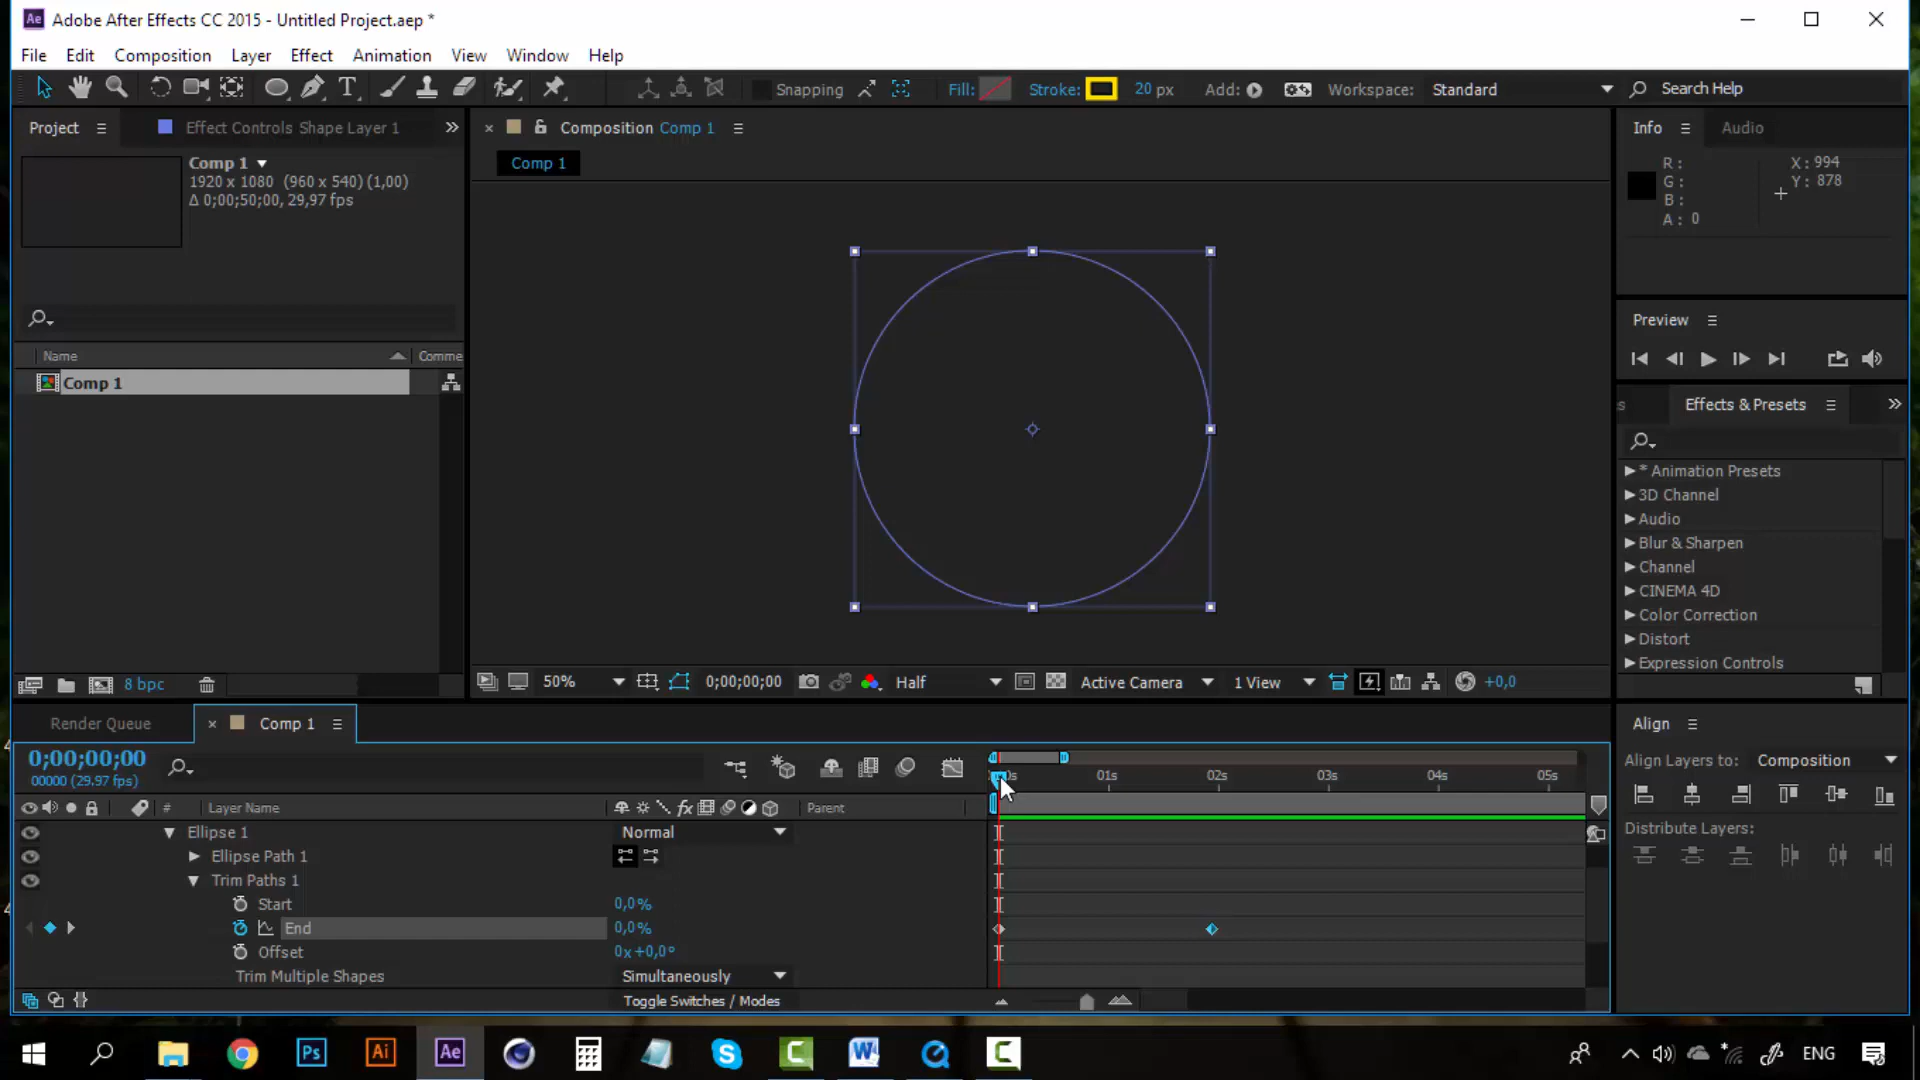 Ae Adobe After Effects CC 2015 - Untitled Project.aep *
File Edit Composition Layer Effect Animation View Window Help
Snapping Fill: Stroke: 20 px Add: Workspace: Standard Search Help
Project Effect Controls Shape Layer 1
Composition Comp 1
Info Audio
Comp 1
1920 x 1080 (960 x 540) (1,00)
Δ 0;00;50;00, 29,97 fps
Comp 1
R:
G:
B:
A: 0
X: 994
Y: 878
Preview
Name Comme
Comp 1
Effects & Presets
* Animation Presets
3D Channel
Audio
Blur & Sharpen
Channel
CINEMA 4D
Color Correction
Distort
Expression Controls
8 bpc
50% 0;00;00;00 Half Active Camera 1 View +0,0
Render Queue Comp 1
Align
0;00;00;00
00000 (29.97 fps)
01s 02s 03s 04s 05s
Align Layers to: Composition
# Layer Name fx Parent
Distribute Layers:
Ellipse 1 Normal
Ellipse Path 1
Trim Paths 1
Start 0,0%
End 0,0%
Offset 0x+0,0°
Trim Multiple Shapes Simultaneously
Toggle Switches / Modes
Ps Ai Ae ENG